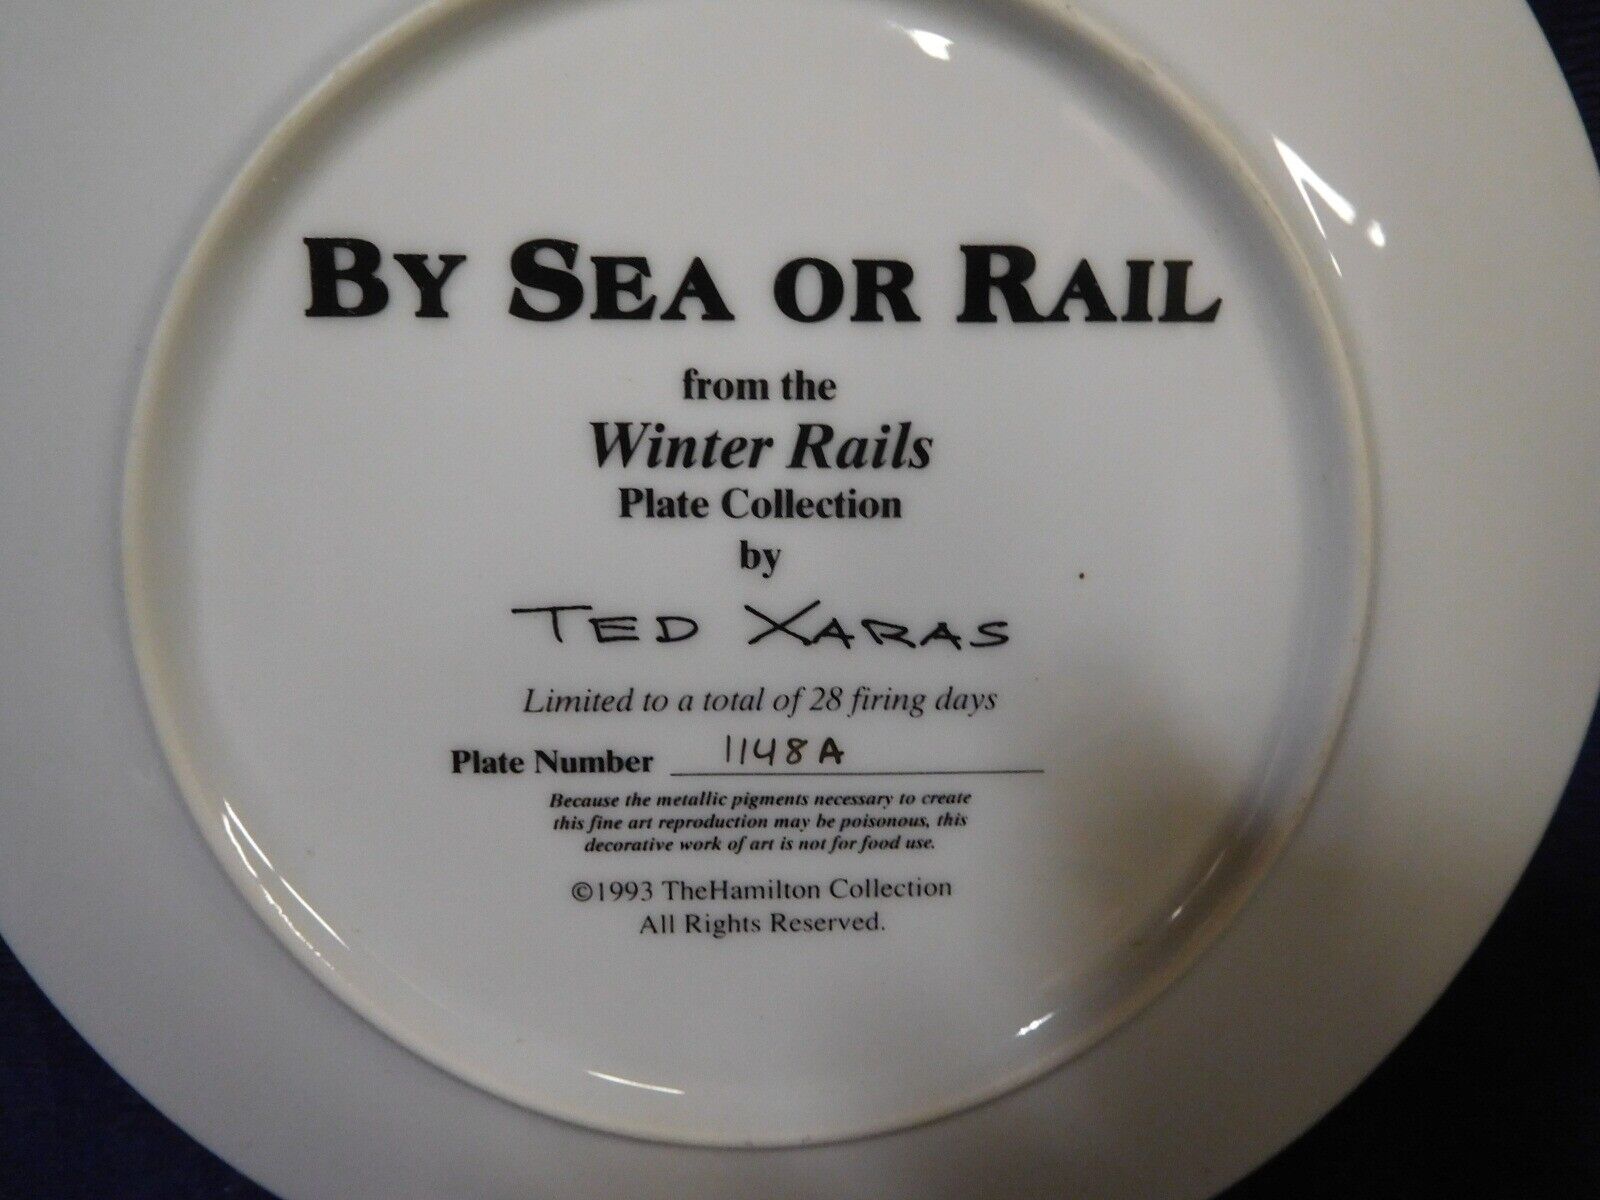 BY SEA OR RAIL
from the
Winter Rails
Plate Collection
by
TED XARAS
Limited to a total of 28 firing days
Plate Number 1148A
Because the metallic pigments necessary to create
this fine art reproduction may be poisonous, this
decorative work of art is not for food use.
©1993 TheHamilton Collection
All Rights Reserved.